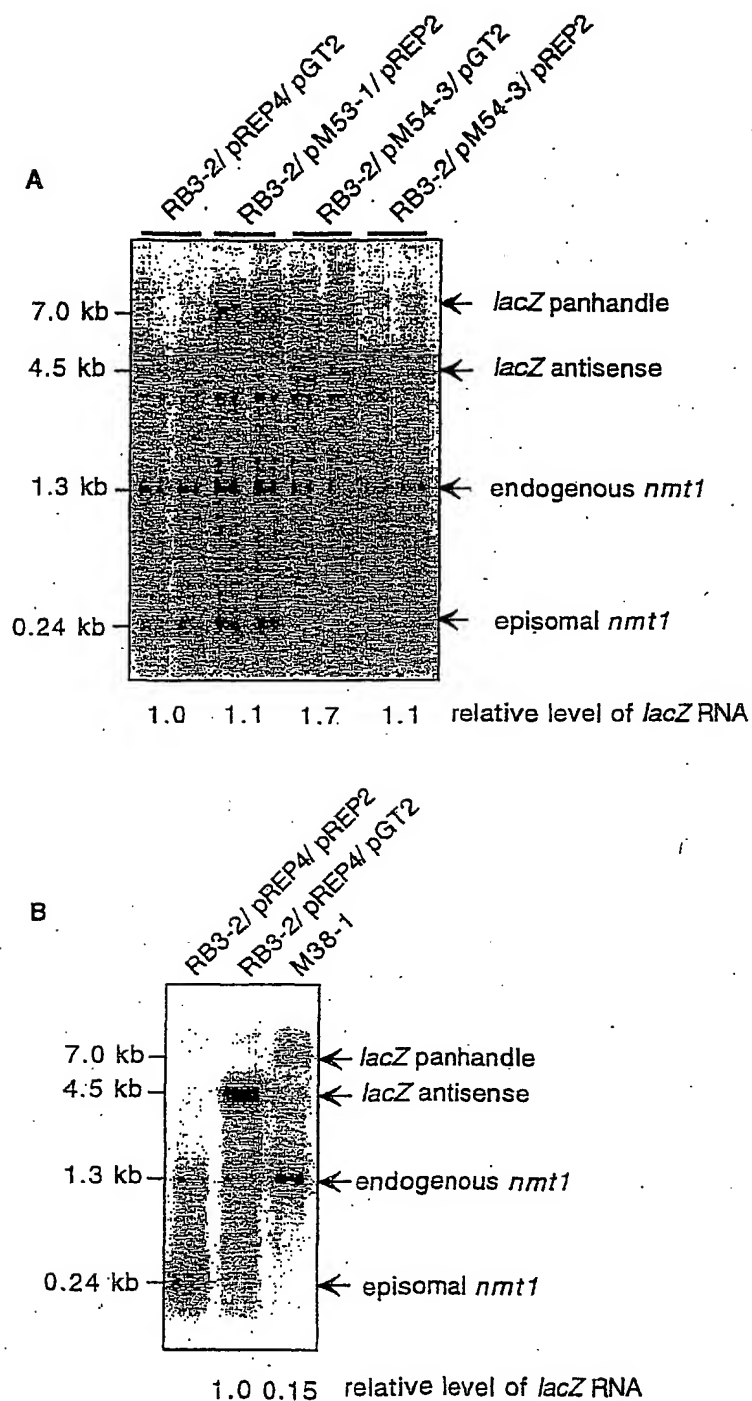 A
RB3-2/ pREP4/ pGT2
RB3-2/ pM53-1/ pREP2
RB3-2/ pM54-3/ pGT2
RB3-2/ pM54-3/ pREP2
7.0 kb
lacZ panhandle
4.5 kb
lacZ antisense
1.3 kb
endogenous nmt1
0.24 kb
episomal nmt1
1.0 1.1 1.7 1.1 relative level of lacZ RNA
B
RB3-2/ pREP4/ pREP2
RB3-2/ pREP4/ pGT2
M38-1
7.0 kb
lacZ panhandle
4.5 kb
lacZ antisense
1.3 kb
endogenous nmt1
0.24 kb
episomal nmt1
1.0 0.15 relative level of lacZ RNA